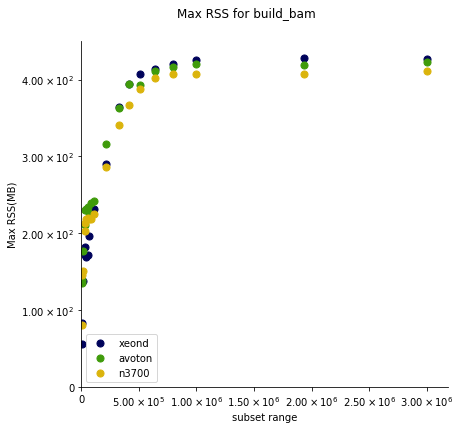 Max RSS for build_bam
Max RSS(MB)
4.00 × 10²
3.00 × 10²
2.00 × 10²
1.00 × 10²
0
xeond
avoton
n3700
0 5.00 × 10⁵ 1.00 × 10⁶ 1.50 × 10⁶ 2.00 × 10⁶ 2.50 × 10⁶ 3.00 × 10⁶
subset range